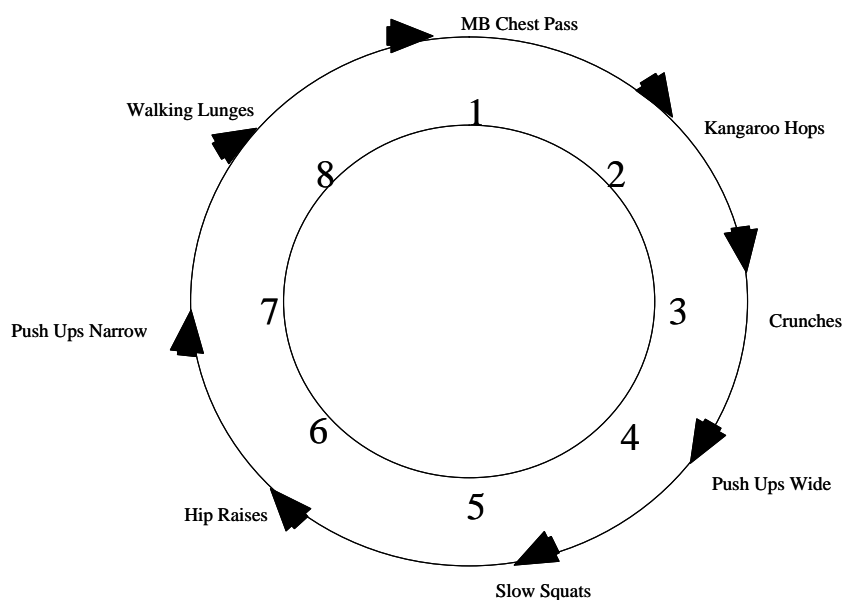 MB Chest Pass
1
Kangaroo Hops
2
Crunches
3
Push Ups Wide
4
Slow Squats
5
Hip Raises
6
Push Ups Narrow
7
Walking Lunges
8